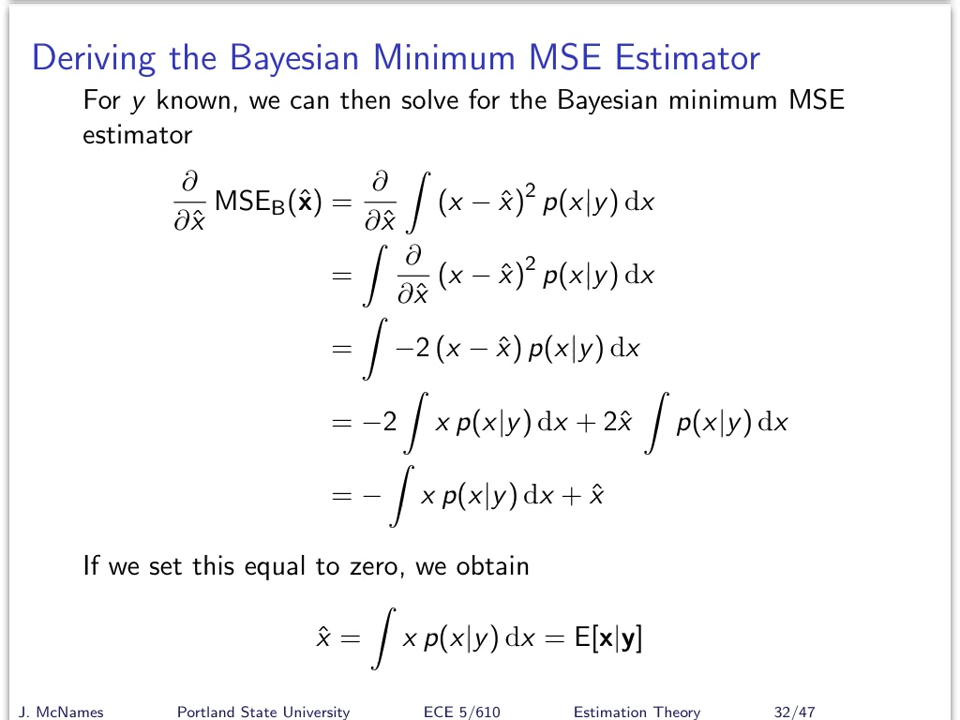 Deriving the Bayesian Minimum MSE Estimator
For y known, we can then solve for the Bayesian minimum MSE
estimator
∂/∂x̂ MSE_B(x̂) = ∂/∂x̂ ∫ (x − x̂)² p(x|y) dx
= ∫ ∂/∂x̂ (x − x̂)² p(x|y) dx
= ∫ −2 (x − x̂) p(x|y) dx
= −2 ∫ x p(x|y) dx + 2x̂ ∫ p(x|y) dx
= − ∫ x p(x|y) dx + x̂
If we set this equal to zero, we obtain
x̂ = ∫ x p(x|y) dx = E[x|y]
J. McNames Portland State University ECE 5/610 Estimation Theory 32/47